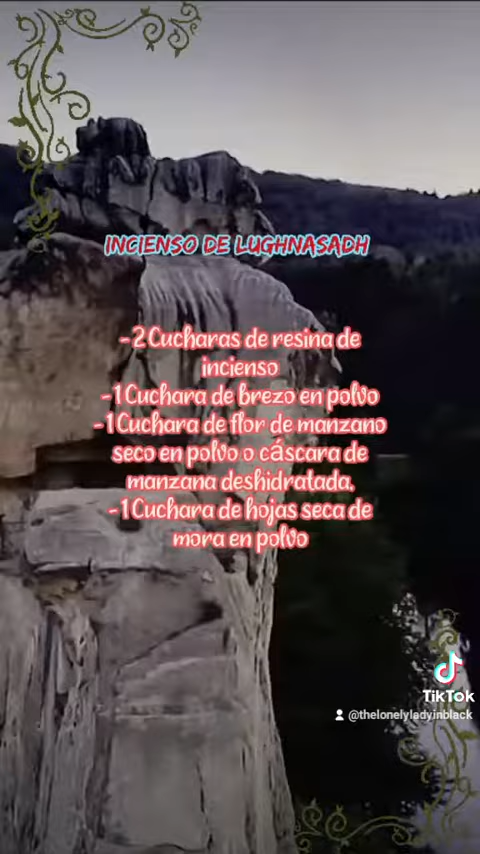 INCIENSO DE LUGHNASADH
- 2 Cucharas de resina de
incienso
- 1 Cuchara de brezo en polvo
- 1 Cuchara de flor de manzano
seco en polvo o cáscara de
manzana deshidratada.
- 1 Cuchara de hojas seca de
mora en polvo
TikTok
@thelonelyladyinblack